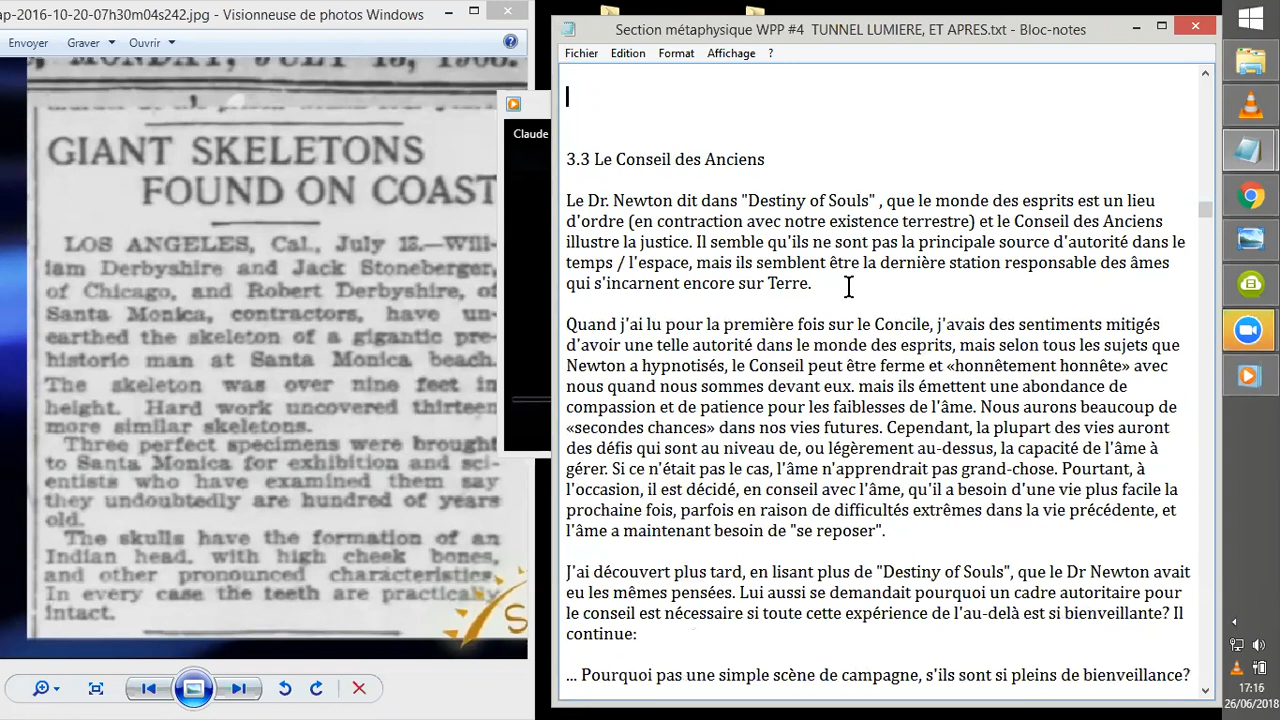 ap-2016-10-20-07h30m04s242.jpg - Visionneuse de photos Windows
Envoyer Graver Ouvrir
GIANT SKELETONS
FOUND ON COAST
LOS ANGELES, Cal., July 13.—Wil-
liam Derbyshire and Jack Stoneberger,
of Chicago, and Robert Derbyshire, of
Santa Monica, contractors, have un-
earthed the skeleton of a gigantic pre-
historic man at Santa Monica beach.
The skeleton was over nine feet in
height. Hard work uncovered thirteen
more similar skeletons.
Three perfect specimens were brought
to Santa Monica for exhibition and sci-
entists who have examined them say
they undoubtedly are hundred of years
old.
The skulls have the formation of an
Indian head, with high cheek bones,
and other pronounced characteristics.
In every case the teeth are practically
intact.
Claude
Section métaphysique WPP #4 TUNNEL LUMIERE, ET APRES.txt - Bloc-notes
Fichier Edition Format Affichage ?
3.3 Le Conseil des Anciens
Le Dr. Newton dit dans "Destiny of Souls" , que le monde des esprits est un lieu
d'ordre (en contraction avec notre existence terrestre) et le Conseil des Anciens
illustre la justice. Il semble qu'ils ne sont pas la principale source d'autorité dans le
temps / l'espace, mais ils semblent être la dernière station responsable des âmes
qui s'incarnent encore sur Terre.
Quand j'ai lu pour la première fois sur le Concile, j'avais des sentiments mitigés
d'avoir une telle autorité dans le monde des esprits, mais selon tous les sujets que
Newton a hypnotisés, le Conseil peut être ferme et «honnêtement honnête» avec
nous quand nous sommes devant eux. mais ils émettent une abondance de
compassion et de patience pour les faiblesses de l'âme. Nous aurons beaucoup de
«secondes chances» dans nos vies futures. Cependant, la plupart des vies auront
des défis qui sont au niveau de, ou légèrement au-dessus, la capacité de l'âme à
gérer. Si ce n'était pas le cas, l'âme n'apprendrait pas grand-chose. Pourtant, à
l'occasion, il est décidé, en conseil avec l'âme, qu'il a besoin d'une vie plus facile la
prochaine fois, parfois en raison de difficultés extrêmes dans la vie précédente, et
l'âme a maintenant besoin de "se reposer".
J'ai découvert plus tard, en lisant plus de "Destiny of Souls", que le Dr Newton avait
eu les mêmes pensées. Lui aussi se demandait pourquoi un cadre autoritaire pour
le conseil est nécessaire si toute cette expérience de l'au-delà est si bienveillante? Il
continue:
... Pourquoi pas une simple scène de campagne, s'ils sont si pleins de bienveillance?
17:16
26/06/2018